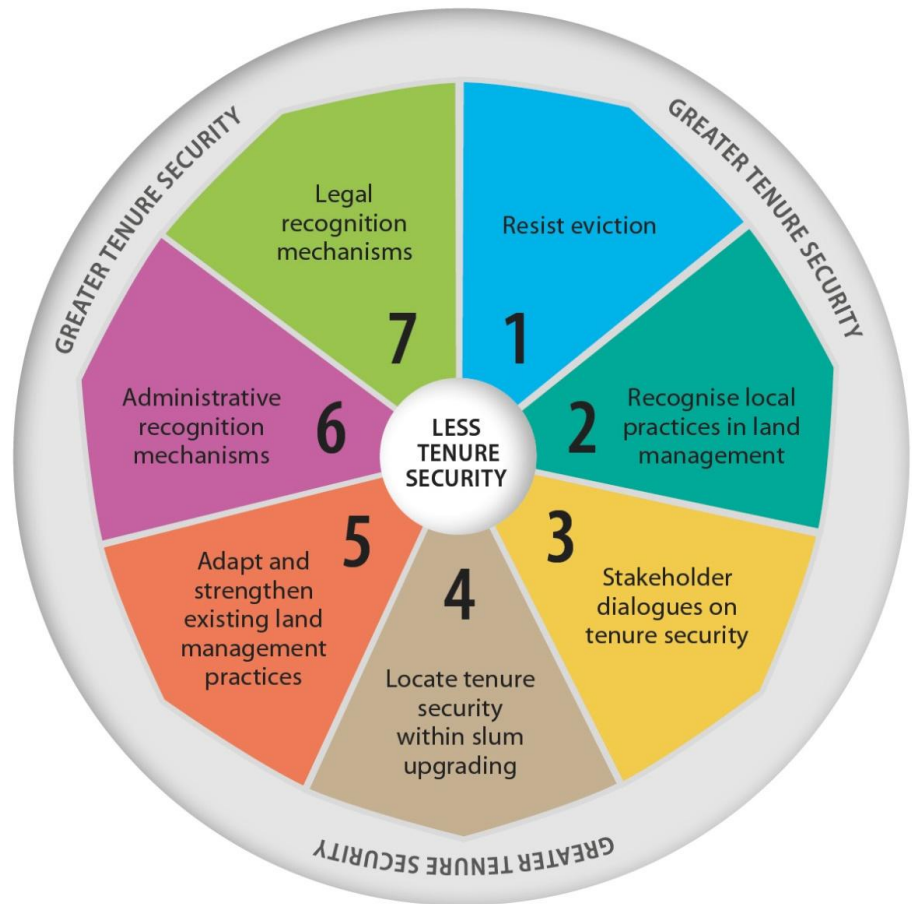 GREATER TENURE SECURITY
GREATER TENURE SECURITY
Legal
recognition
mechanisms
7
Resist eviction
1
Administrative
recognition
mechanisms
6
LESS
TENURE
SECURITY
2
Recognise local
practices in land
management
5
Adapt and
strengthen
existing land
management
practices
4
Locate tenure
security
within slum
upgrading
3
Stakeholder
dialogues on
tenure security
GREATER TENURE SECURITY